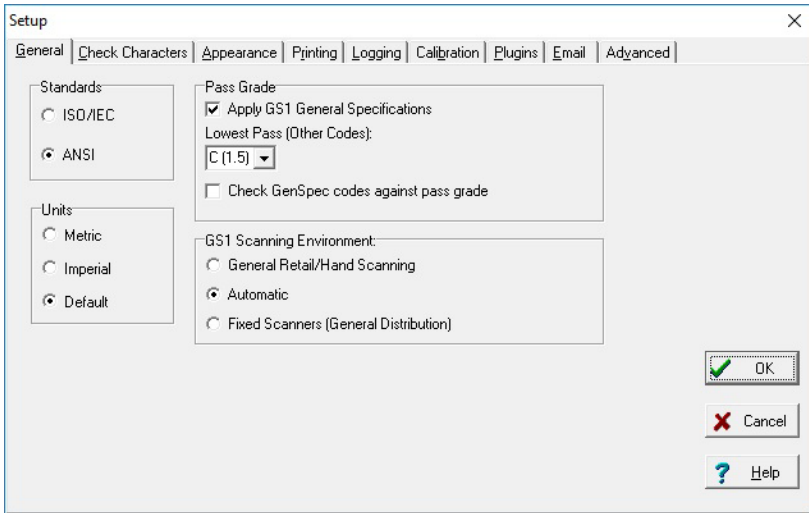 Setup
General Check Characters Appearance Printing Logging Calibration Plugins Email Advanced
Standards
ISO/IEC
ANSI
Units
Metric
Imperial
Default
Pass Grade
Apply GS1 General Specifications
Lowest Pass (Other Codes):
C (1.5)
Check GenSpec codes against pass grade
GS1 Scanning Environment:
General Retail/Hand Scanning
Automatic
Fixed Scanners (General Distribution)
OK
Cancel
Help